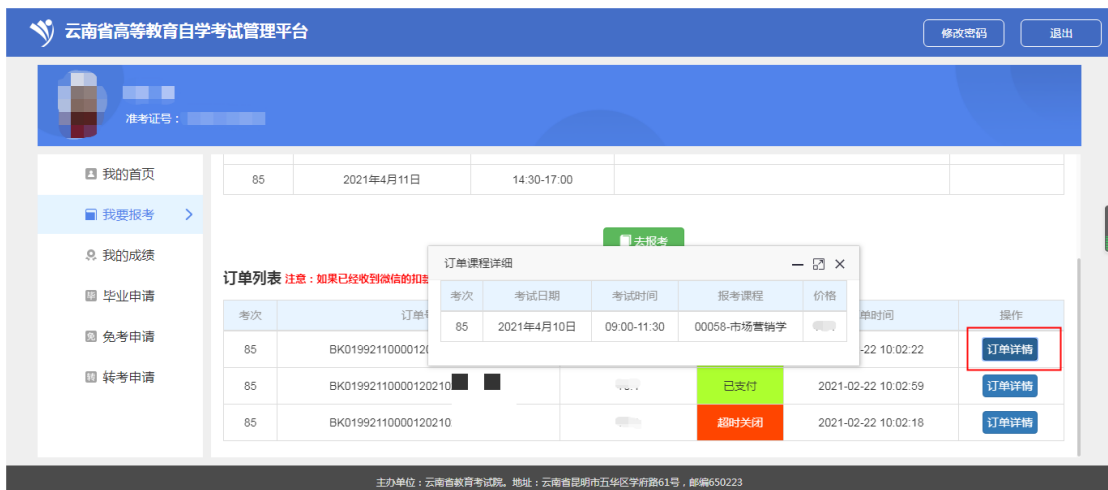 云南省高等教育自学考试管理平台
修改密码
退出
准考证号：
我的首页
我要报考
我的成绩
毕业申请
免考申请
转考申请
85 2021年4月11日 14:30-17:00
去报考
订单列表 注意：如果已经收到微信的扣
订单课程详细
考次 考试日期 考试时间 报考课程 价格
85 2021年4月10日 09:00-11:30 00058-市场营销学
考次 订单 单时间 操作
85 BK0199211000012 -22 10:02:22 订单详情
85 BK01992110000120210 已支付 2021-02-22 10:02:59 订单详情
85 BK01992110000120210 超时关闭 2021-02-22 10:02:18 订单详情
主办单位：云南省教育考试院。地址：云南省昆明市五华区学府路61号，邮编650223